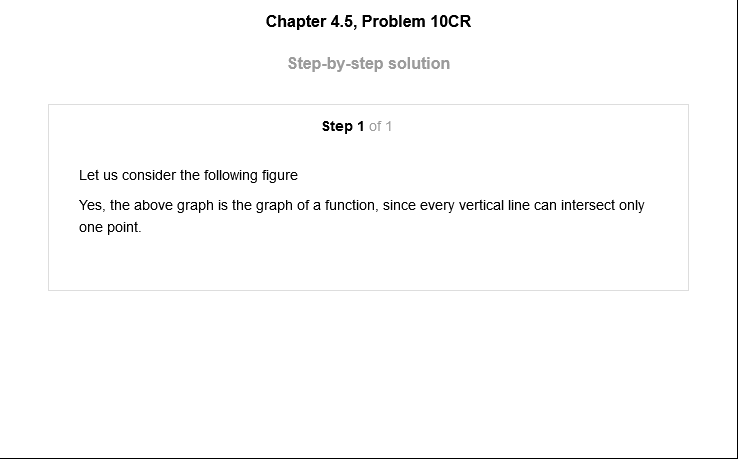 Chapter 4.5, Problem 10CR
Step-by-step solution
Step 1 of 1
Let us consider the following figure
Yes, the above graph is the graph of a function, since every vertical line can intersect only
one point.